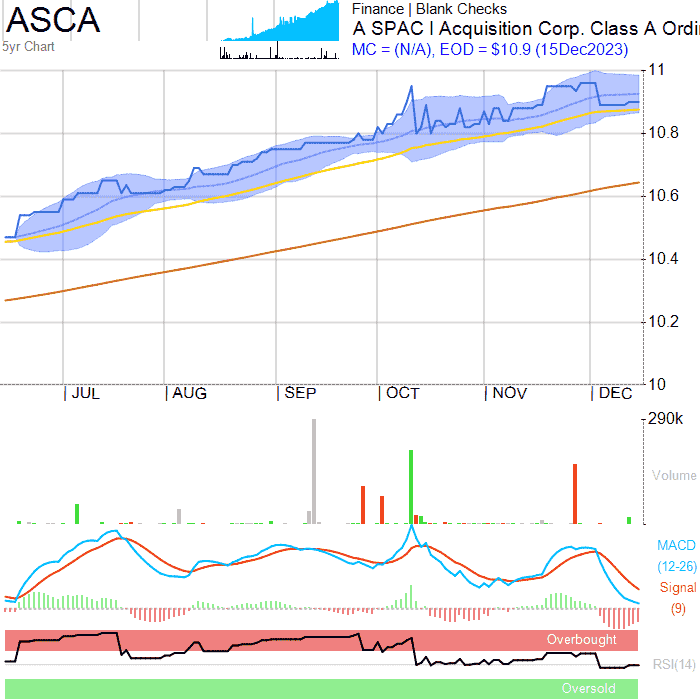 ASCA
5yr Chart
Finance | Blank Checks
A SPAC I Acquisition Corp. Class A Ordi
MC = (N/A), EOD = $10.9 (15Dec2023)
11
10.8
10.6
10.4
10.2
10
JUL AUG SEP OCT NOV DEC
290k
Volume
MACD
(12-26)
Signal
(9)
Overbought
RSI(14)
Oversold